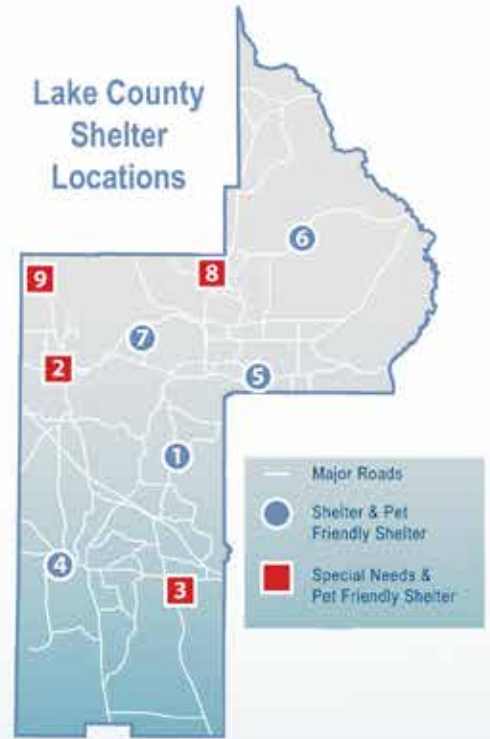 Lake County
Shelter
Locations
6
9
8
7
2
5
1
4
3
Major Roads
Shelter & Pet
Friendly Shelter
Special Needs &
Pet Friendly Shelter